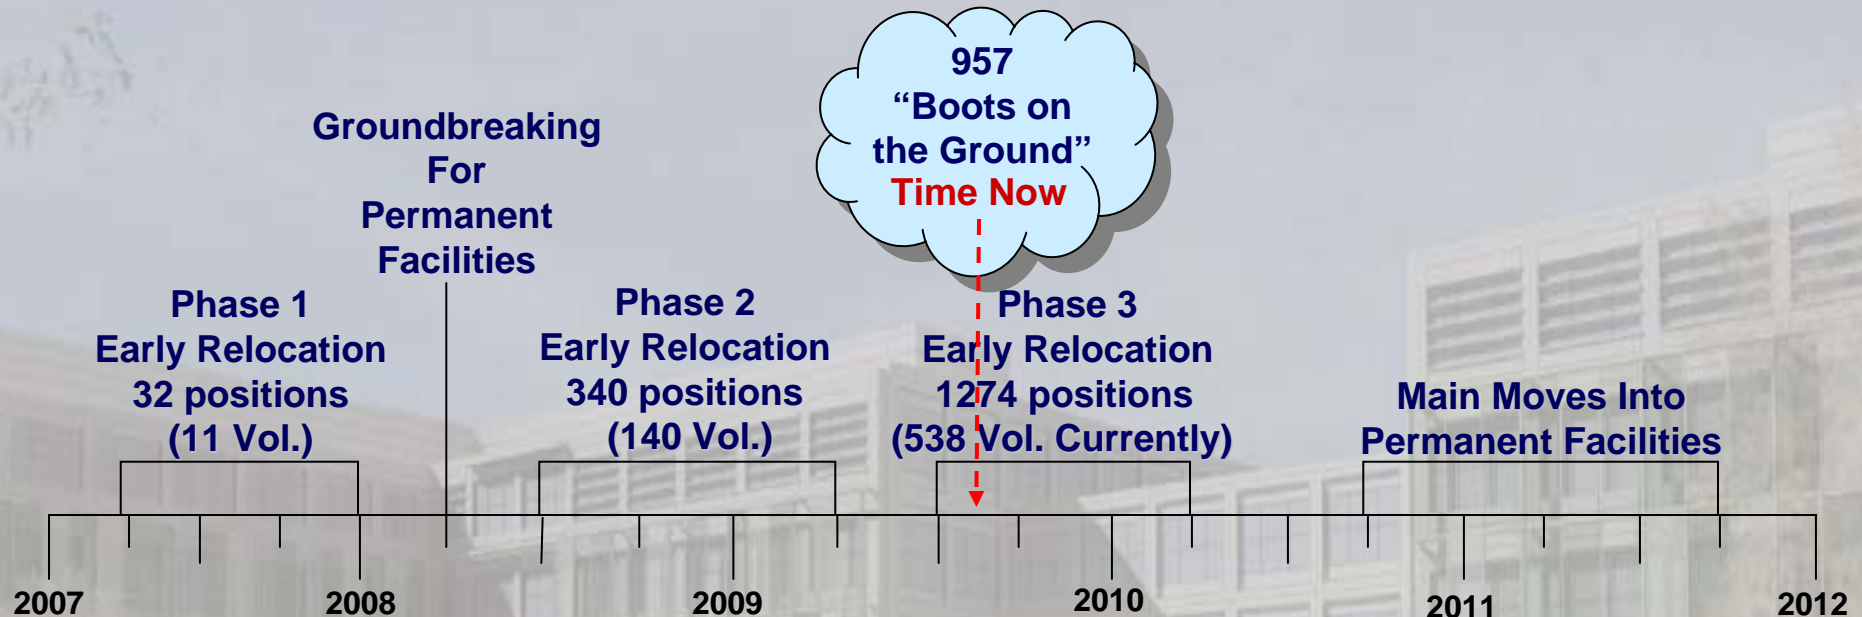 957
“Boots on
the Ground”
Time Now
Groundbreaking
For
Permanent
Facilities
Phase 1
Early Relocation
32 positions
(11 Vol.)
Phase 2
Early Relocation
340 positions
(140 Vol.)
Phase 3
Early Relocation
1274 positions
(538 Vol. Currently)
Main Moves Into
Permanent Facilities
2007
2008
2009
2010
2011
2012